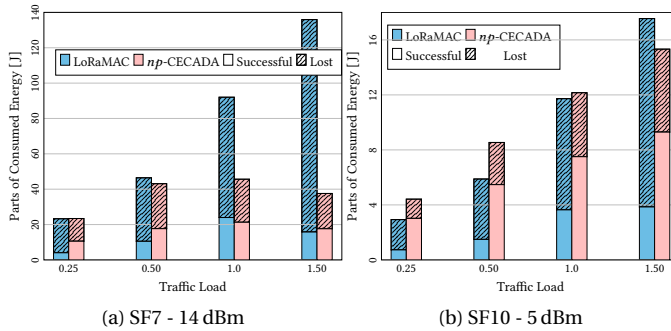 140
120
100
80
60
40
20
0
Parts of Consumed Energy [J]
LoRaMAC np-CECADA Successful Lost
0.25 0.50 1.0 1.50
Traffic Load
(a) SF7 - 14 dBm
16
12
8
4
0
Parts of Consumed Energy [J]
LoRaMAC np-CECADA
Successful Lost
0.25 0.50 1.0 1.50
Traffic Load
(b) SF10 - 5 dBm